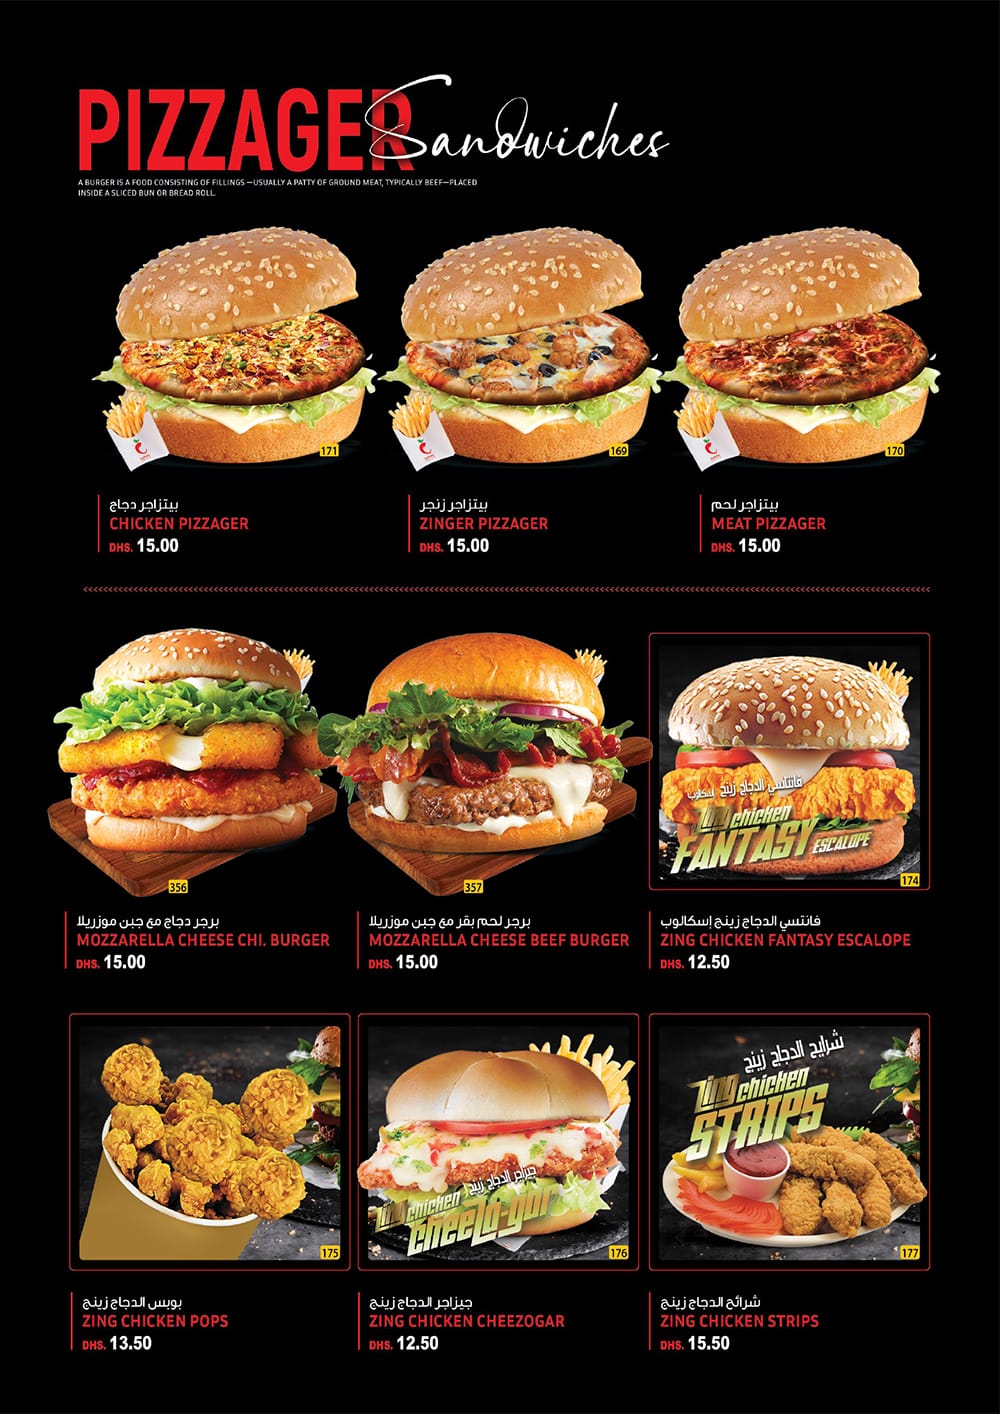 PIZZAGER Sandwiches
A BURGER IS A FOOD CONSISTING OF FILLINGS —USUALLY A PATTY OF GROUND MEAT, TYPICALLY BEEF—PLACED
INSIDE A SLICED BUN OR BREAD ROLL.
171
بيتزاجر دجاج
CHICKEN PIZZAGER
DHS. 15.00
169
بيتزاجر زنجر
ZINGER PIZZAGER
DHS. 15.00
170
بيتزاجر لحم
MEAT PIZZAGER
DHS. 15.00
356
برجر دجاج مع جبن موزريلا
MOZZARELLA CHEESE CHI. BURGER
DHS. 15.00
357
برجر لحم بقر مع جبن موزريلا
MOZZARELLA CHEESE BEEF BURGER
DHS. 15.00
فانتاسي الدجاج زينج اسكالوب
Zing chicken
FANTASY ESCALOPE
174
فانتسي الدجاج زينج إسكالوب
ZING CHICKEN FANTASY ESCALOPE
DHS. 12.50
175
بوبس الدجاج زينج
ZING CHICKEN POPS
DHS. 13.50
جيزاجر الدجاج زينج
Zing chicken
cheezo-gar
176
جيزاجر الدجاج زينج
ZING CHICKEN CHEEZOGAR
DHS. 12.50
شرايح الدجاج زينج
Zing chicken
STRIPS
177
شرائح الدجاج زينج
ZING CHICKEN STRIPS
DHS. 15.50